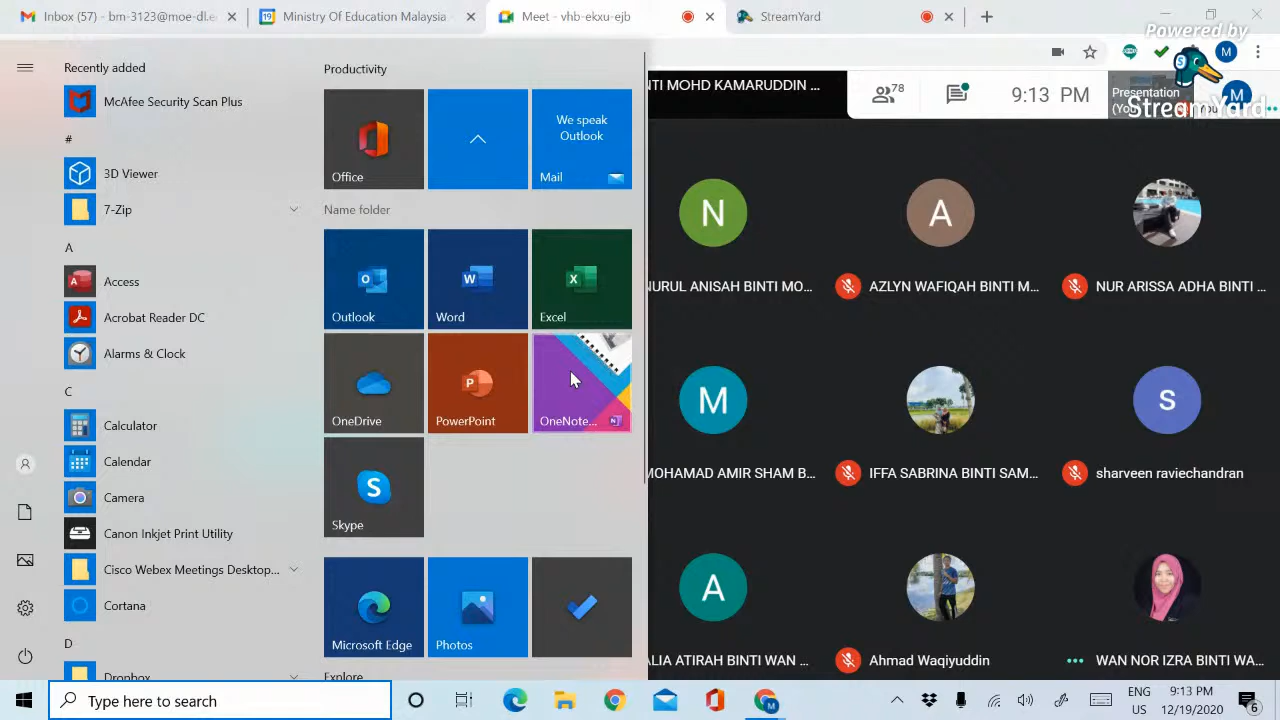 Inbox (57) - bm-3123@moe-dl.e
Ministry Of Education Malaysia
Meet - vhb-ekxu-ejb
StreamYard
Powered by
StreamYard
Recently added
McAfee Security Scan Plus
#
3D Viewer
7-Zip
A
Access
Acrobat Reader DC
Alarms & Clock
C
Calculator
Calendar
Camera
Canon Inkjet Print Utility
Cisco Webex Meetings Desktop...
Cortana
D
Dropbox
Productivity
Office
We speak
Outlook
Mail
Name folder
Outlook
Word
Excel
OneDrive
PowerPoint
OneNote...
Skype
Microsoft Edge
Photos
Explore
NTI MOHD KAMARUDDIN ...
78
9:13 PM
Presentation
(You
You
M
M
N
NURUL ANISAH BINTI MO...
A
AZLYN WAFIQAH BINTI M...
NUR ARISSA ADHA BINTI ...
M
MOHAMAD AMIR SHAM B...
IFFA SABRINA BINTI SAM...
s
sharveen raviechandran
A
ALIA ATIRAH BINTI WAN ...
Ahmad Waqiyuddin
WAN NOR IZRA BINTI WA...
Type here to search
ENG
US
9:13 PM
12/19/2020
6